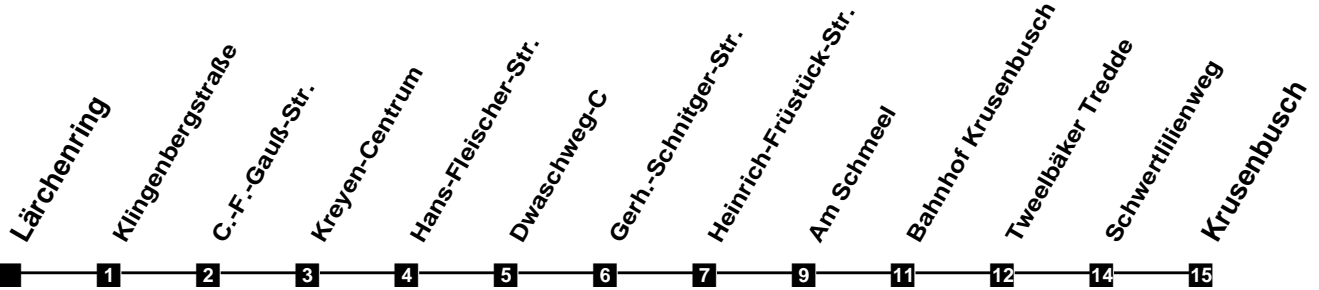 Lärchenring
Klingenbergstraße
C.-F.-Gauß-Str.
Kreyen-Centrum
Hans-Fleischer-Str.
Dwaschweg-C
Gerh.-Schnitger-Str.
Heinrich-Früstück-Str.
Am Schmeel
Bahnhof Krusenbusch
Tweelbäker Tredde
Schwertlilienweg
Krusenbusch
1 2 3 4 5 6 7 9 11 12 14 15